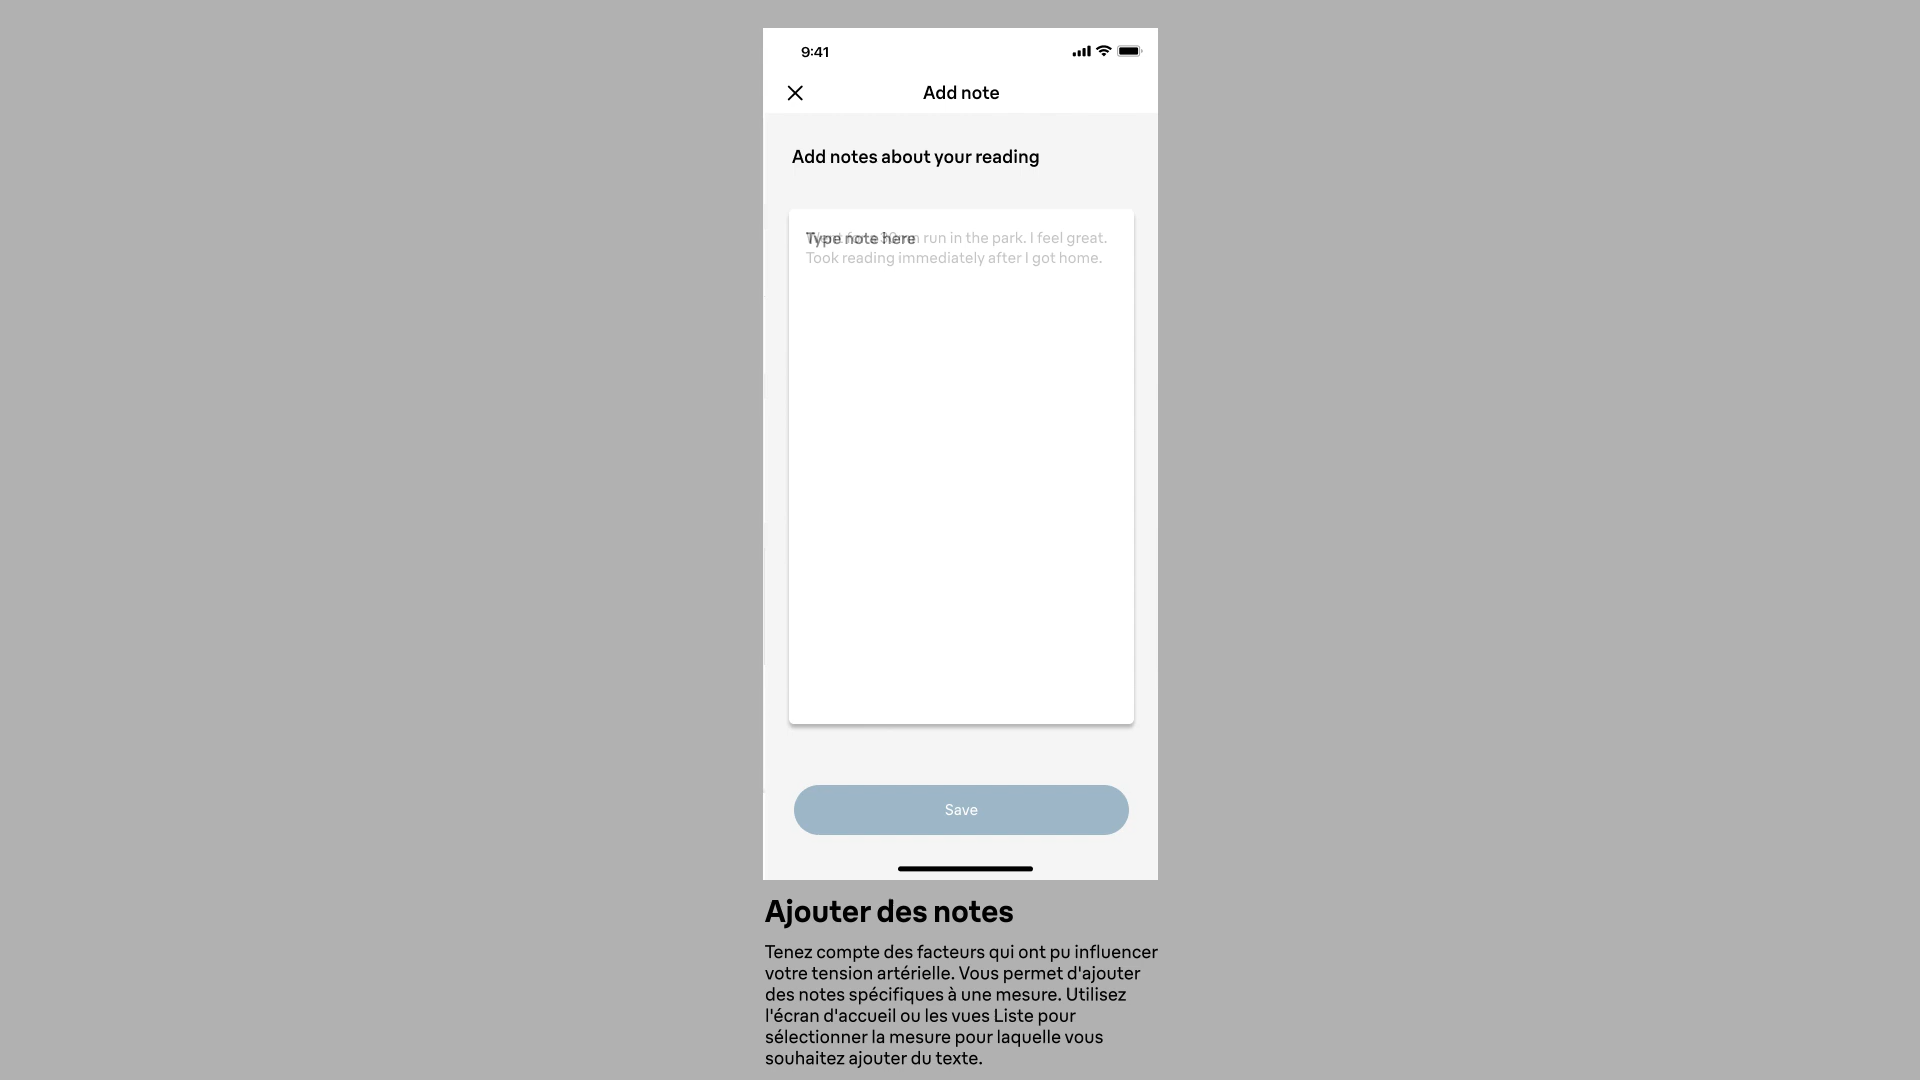 9:41
Add note
Add notes about your reading
Type note here
run in the park. I feel great.
Took reading immediately after I got home.
Save
Ajouter des notes
Tenez compte des facteurs qui ont pu influencer
votre tension artérielle. Vous permet d'ajouter
des notes spécifiques à une mesure. Utilisez
l'écran d'accueil ou les vues Liste pour
sélectionner la mesure pour laquelle vous
souhaitez ajouter du texte.